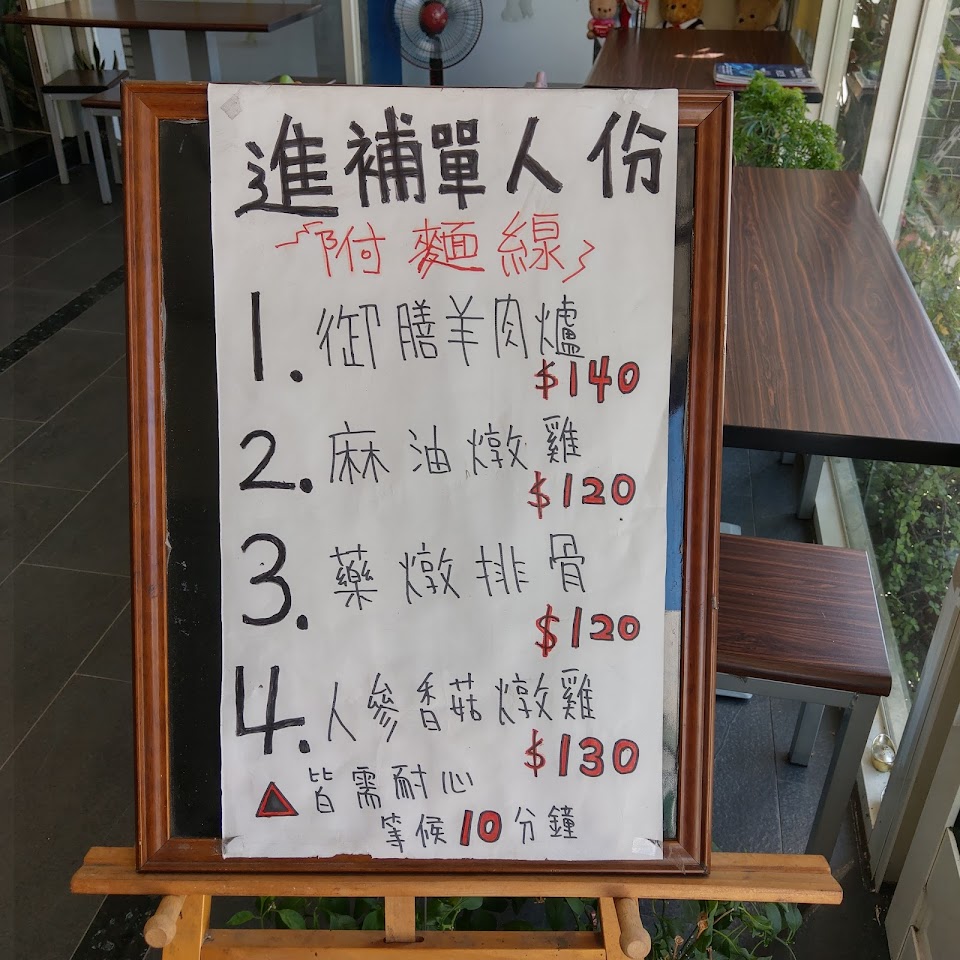 進補單人份
附麵線
1. 御膳羊肉爐
$140
2. 麻油燉雞
$120
3. 藥燉排骨
$120
4. 人參香菇燉雞
$130
皆需耐心
等候10分鐘